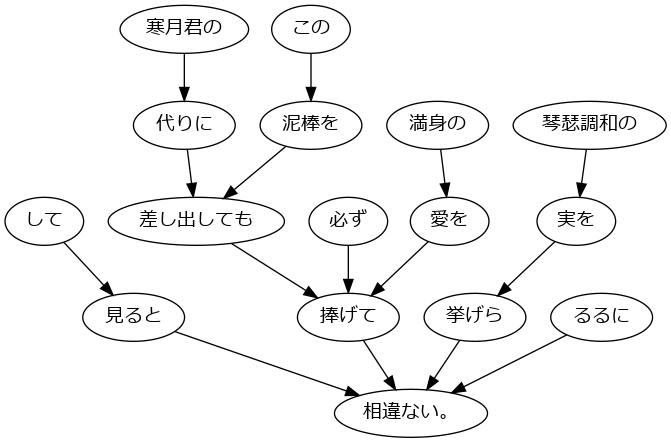 寒月君の この
代りに 泥棒を 満身の 琴瑟調和の
して 差し出しても 必ず 愛を 実を
見ると 捧げて 挙げら るるに
相違ない。